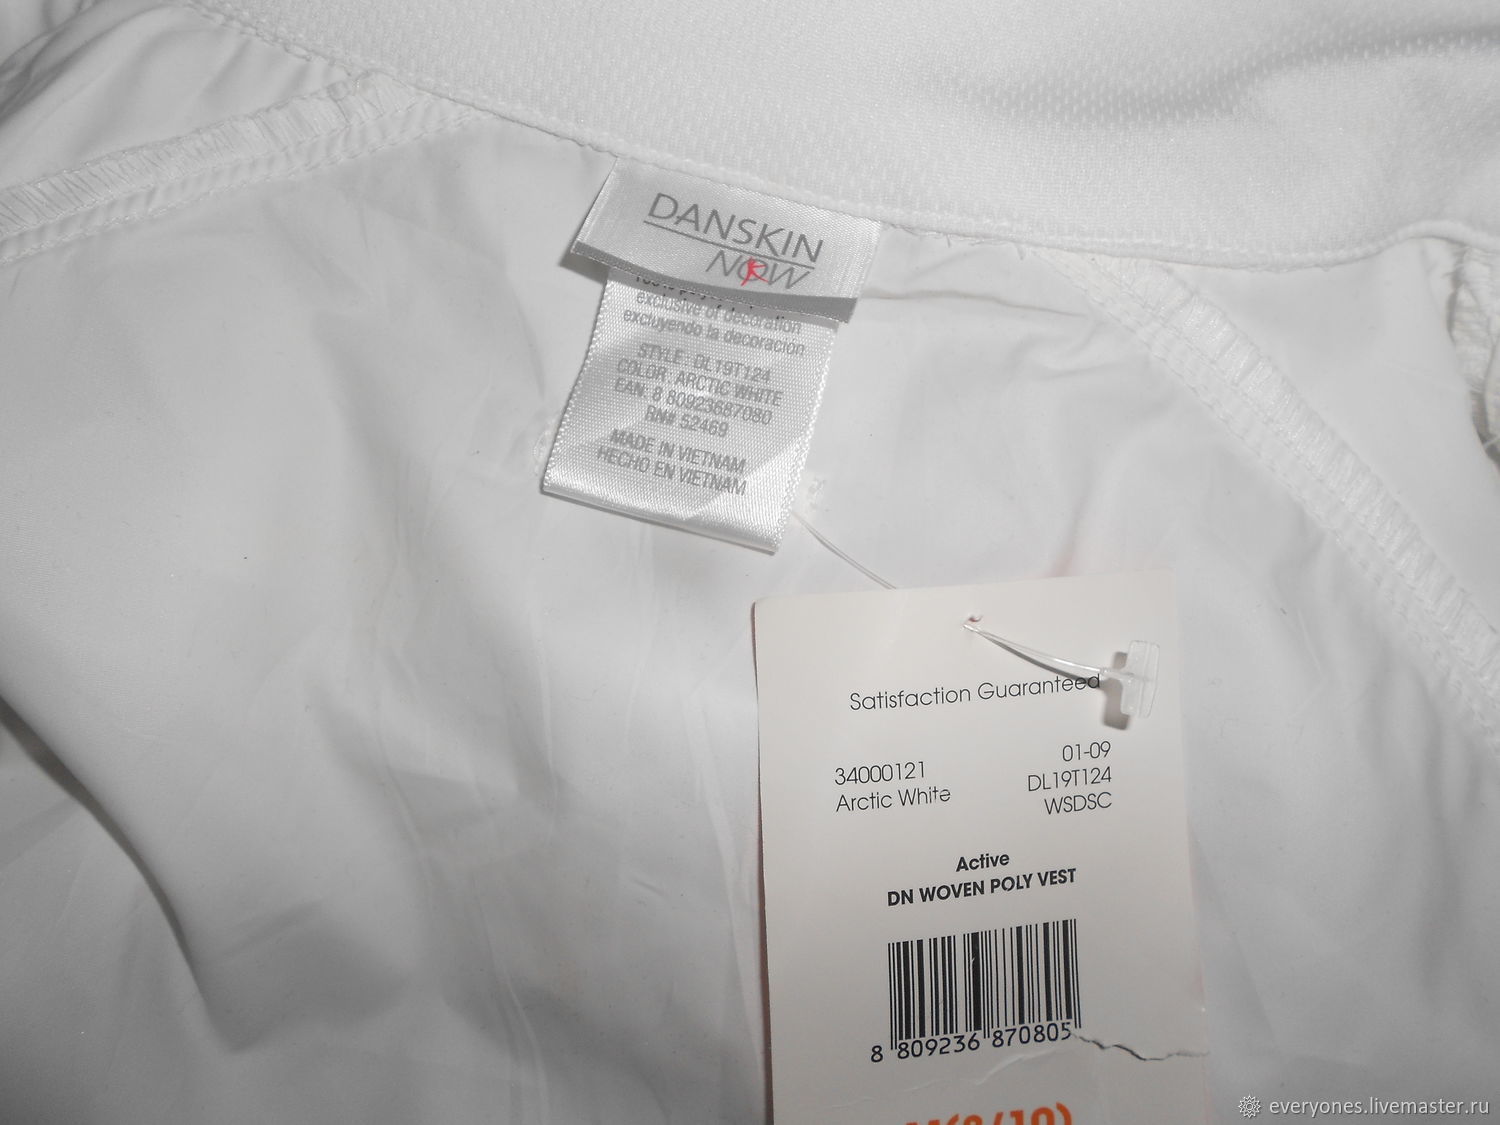 DANSKIN
NOW
exclusive of decoration
excluyendo la decoracion
STYLE: DL19T124
COLOR: ARCTIC WHITE
EAN: 8 80923687080
RN# 52469
MADE IN VIETNAM
HECHO EN VIETNAM
Satisfaction Guaranteed
34000121 01-09
Arctic White DL19T124
WSDSC
Active
DN WOVEN POLY VEST
8 809236 870805
everyones.livemaster.ru